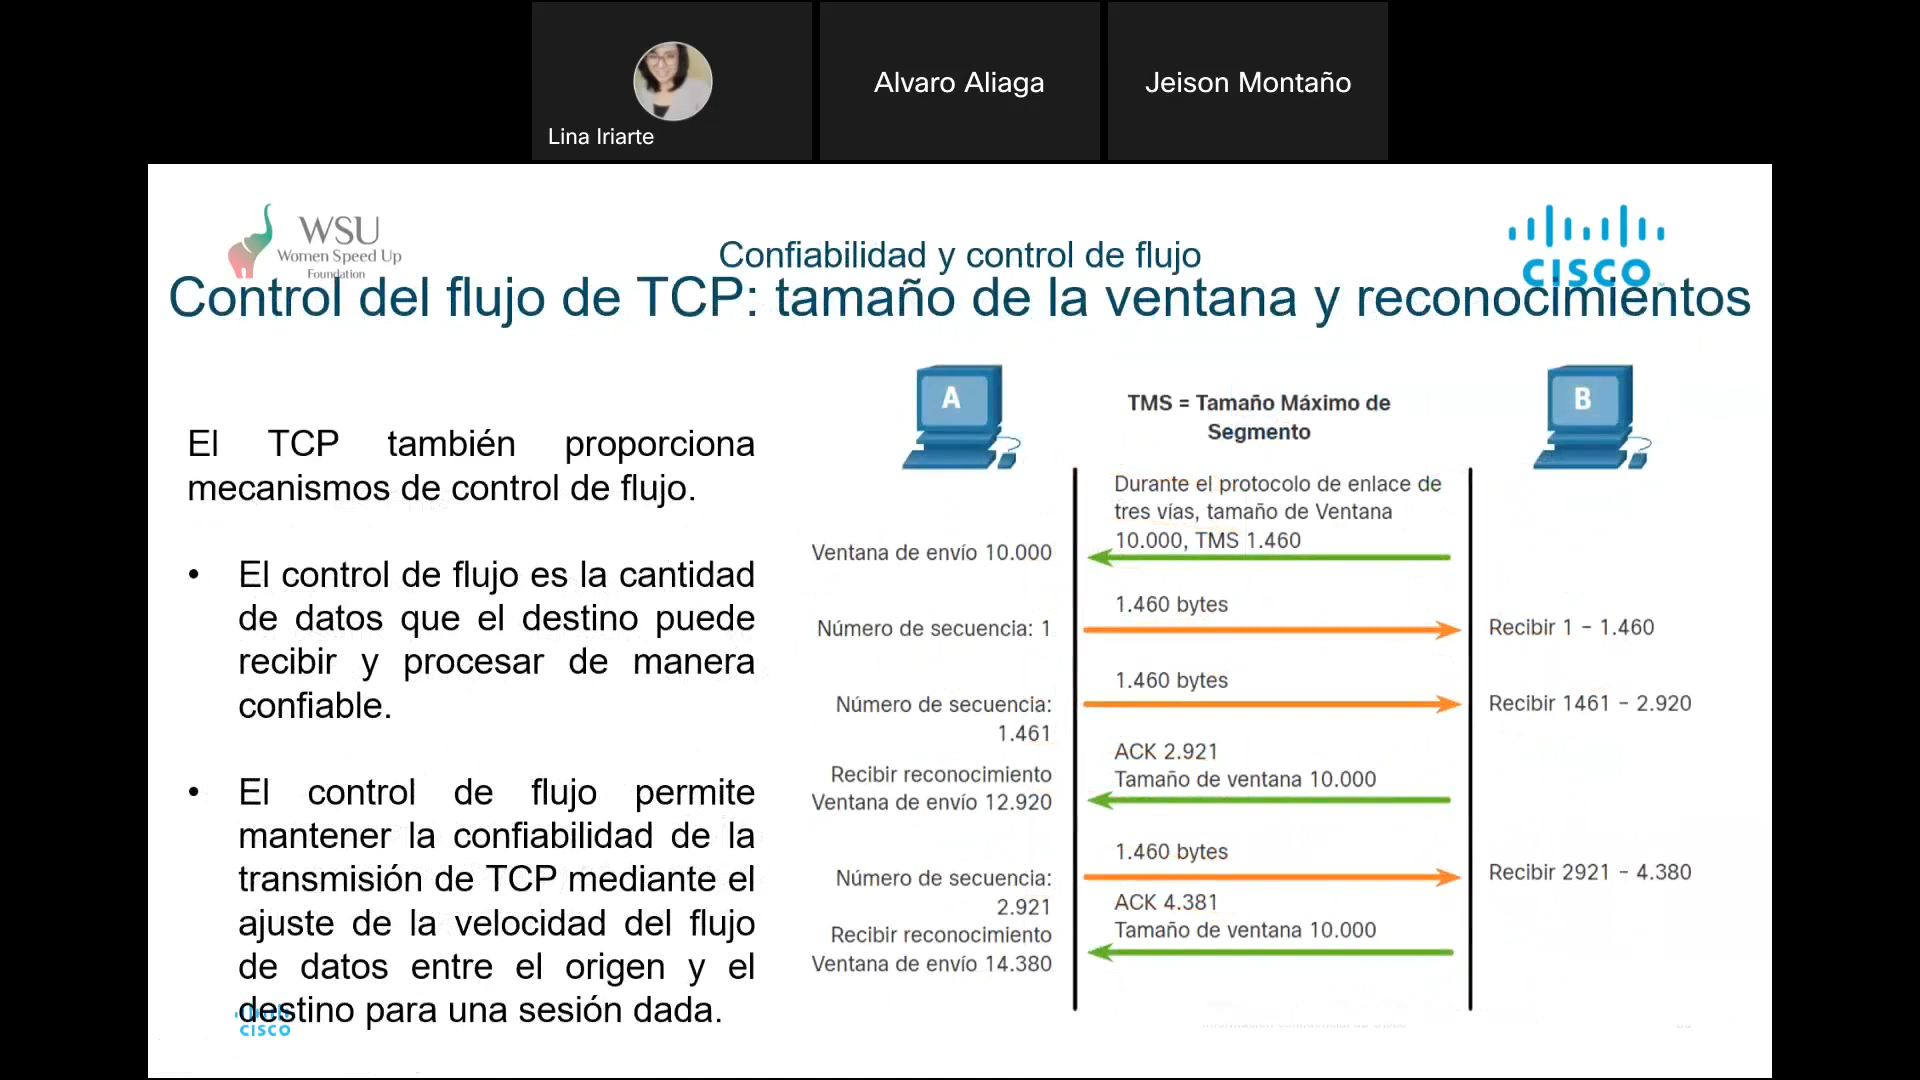 Lina Iriarte
Alvaro Aliaga
Jeison Montaño
WSU
Women Speed Up
Foundation
CISCO
Confiabilidad y control de flujo
Control del flujo de TCP: tamaño de la ventana y reconocimientos
El TCP también proporciona
mecanismos de control de flujo.
• El control de flujo es la cantidad
de datos que el destino puede
recibir y procesar de manera
confiable.
• El control de flujo permite
mantener la confiabilidad de la
transmisión de TCP mediante el
ajuste de la velocidad del flujo
de datos entre el origen y el
destino para una sesión dada.
CISCO
A
TMS = Tamaño Máximo de
Segmento
B
Durante el protocolo de enlace de
tres vías, tamaño de Ventana
10.000, TMS 1.460
Ventana de envío 10.000
1.460 bytes
Número de secuencia: 1
Recibir 1 - 1.460
1.460 bytes
Número de secuencia:
1.461
Recibir 1461 - 2.920
ACK 2.921
Tamaño de ventana 10.000
Recibir reconocimiento
Ventana de envío 12.920
1.460 bytes
Número de secuencia:
2.921
Recibir 2921 - 4.380
ACK 4.381
Tamaño de ventana 10.000
Recibir reconocimiento
Ventana de envío 14.380